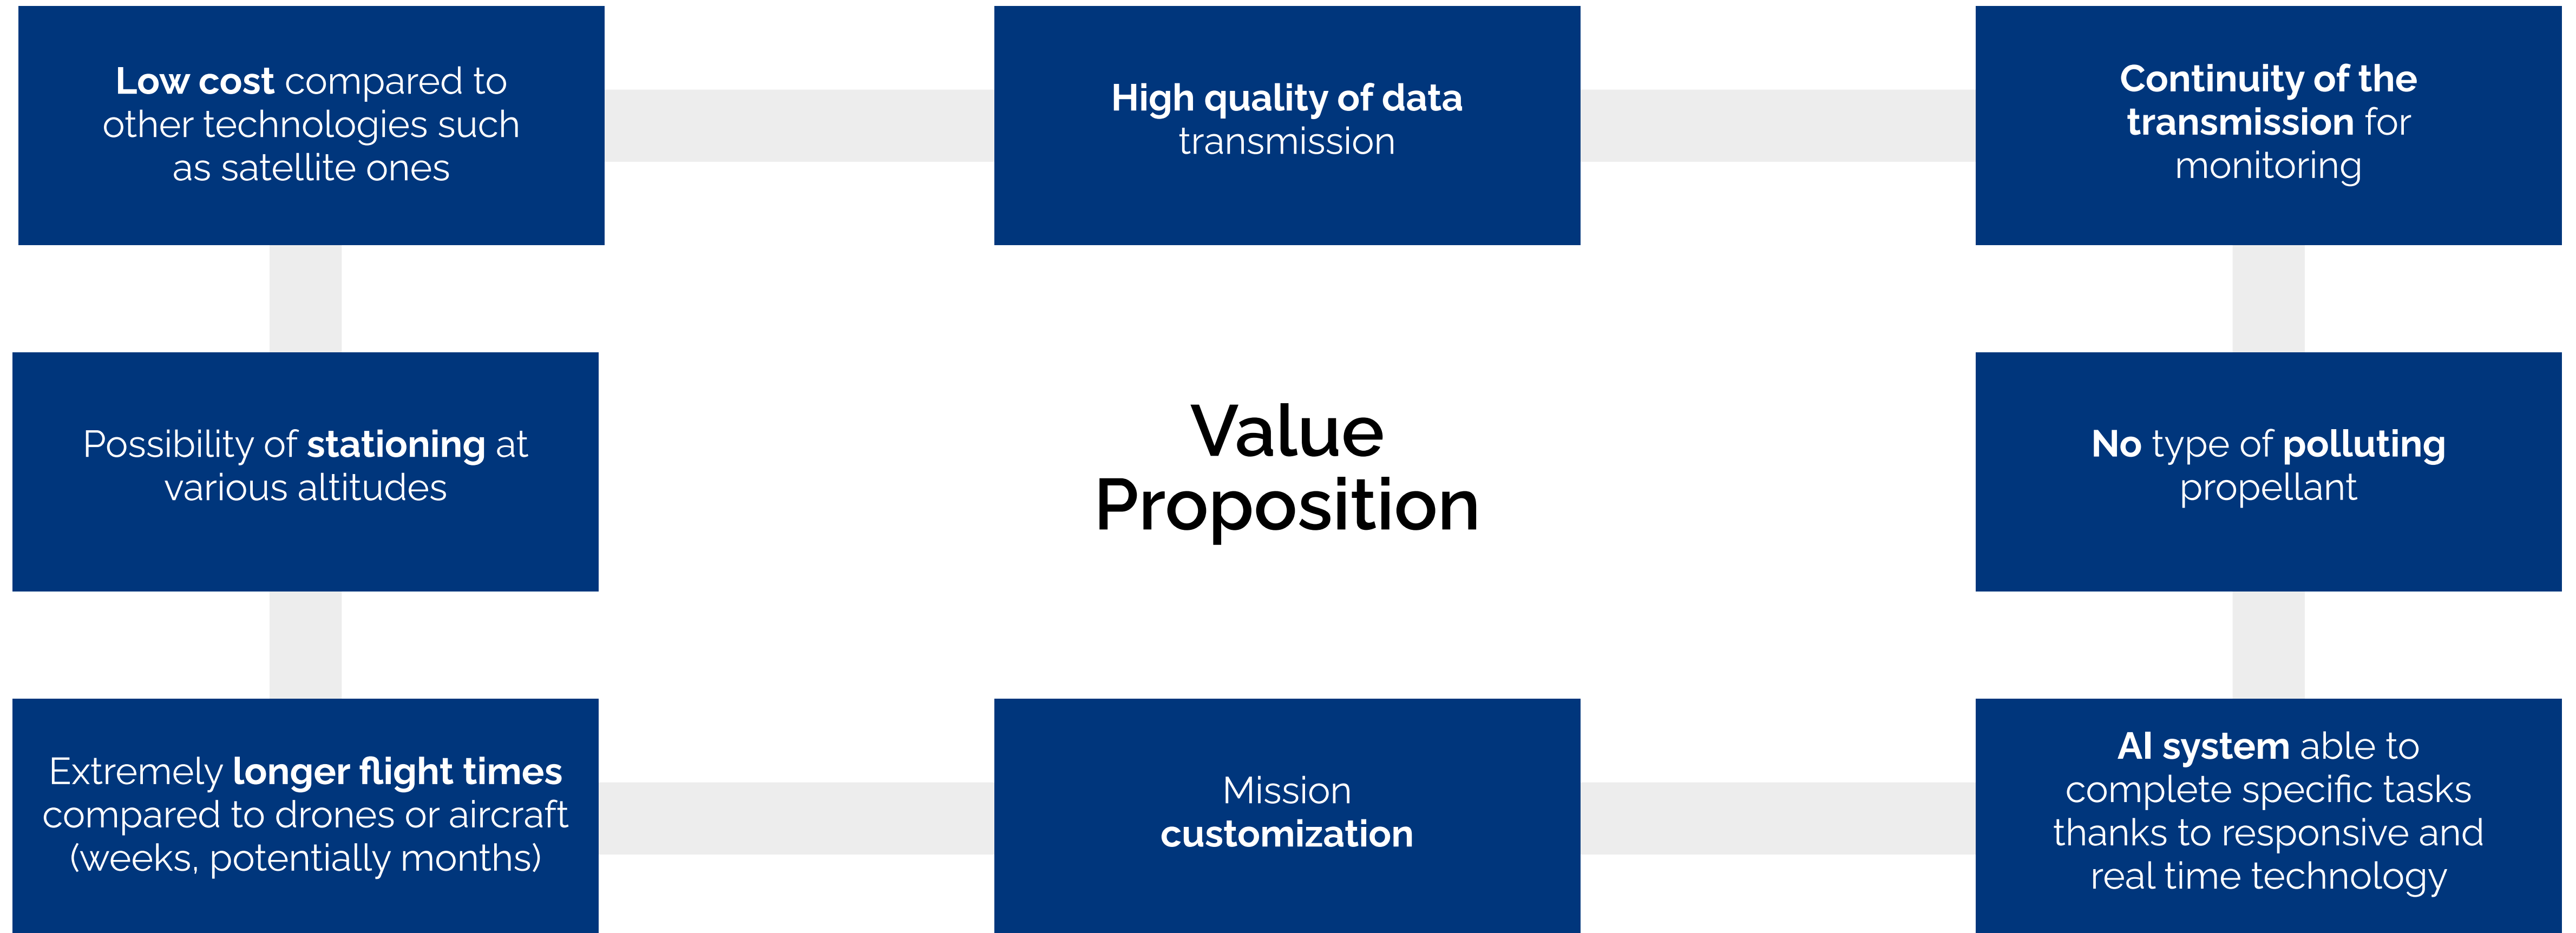 Low cost compared to
other technologies such
as satellite ones
High quality of data
transmission
Continuity of the
transmission for
monitoring
Possibility of stationing at
various altitudes
Value
Proposition
No type of polluting
propellant
Extremely longer flight times
compared to drones or aircraft
(weeks, potentially months)
Mission
customization
AI system able to
complete specific tasks
thanks to responsive and
real time technology